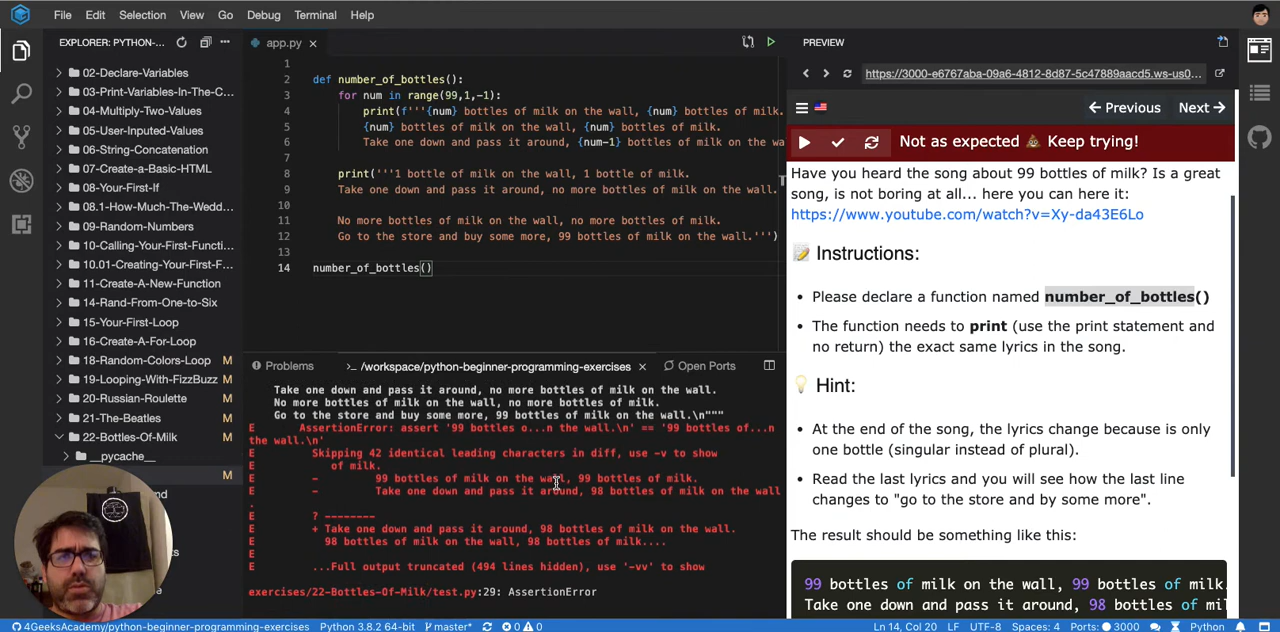 File Edit Selection View Go Debug Terminal Help
EXPLORER: PYTHON-...
app.py
PREVIEW
02-Declare-Variables
03-Print-Variables-In-The-C...
04-Multiply-Two-Values
05-User-Inputed-Values
06-String-Concatenation
07-Create-a-Basic-HTML
08-Your-First-If
08.1-How-Much-The-Wedd...
09-Random-Numbers
10-Calling-Your-First-Functi...
10.01-Creating-Your-First-F...
11-Create-A-New-Function
14-Rand-From-One-to-Six
15-Your-First-Loop
16-Create-A-For-Loop
18-Random-Colors-Loop M
19-Looping-With-FizzBuzz M
20-Russian-Roulette M
21-The-Beatles M
22-Bottles-Of-Milk
__pycache__
M
1
2 def number_of_bottles():
3 for num in range(99,1,-1):
4 print(f'''{num} bottles of milk on the wall, {num} bottles of milk.
5 {num} bottles of milk on the wall, {num} bottles of milk.
6 Take one down and pass it around, {num-1} bottles of milk on the wa
7
8 print('''1 bottle of milk on the wall, 1 bottle of milk.
9 Take one down and pass it around, no more bottles of milk on the wall.
10
11 No more bottles of milk on the wall, no more bottles of milk.
12 Go to the store and buy some more, 99 bottles of milk on the wall.''')
13
14 number_of_bottles()
Problems >_ /workspace/python-beginner-programming-exercises Open Ports
Take one down and pass it around, no more bottles of milk on the wall.
No more bottles of milk on the wall, no more bottles of milk.
Go to the store and buy some more, 99 bottles of milk on the wall.\n"""
E AssertionError: assert '99 bottles o...n the wall.\n' == '99 bottles of...n
the wall.\n'
E Skipping 42 identical leading characters in diff, use -v to show
E of milk.
E - 99 bottles of milk on the wall, 99 bottles of milk.
E - Take one down and pass it around, 98 bottles of milk on the wall
.
E ? --------
E + Take one down and pass it around, 98 bottles of milk on the wall.
E 98 bottles of milk on the wall, 98 bottles of milk....
E
E ...Full output truncated (494 lines hidden), use '-vv' to show
exercises/22-Bottles-Of-Milk/test.py:29: AssertionError
https://3000-e6767aba-09a6-4812-8d87-5c47889aacd5.ws-us0...
← Previous Next →
Not as expected 💩 Keep trying!
Have you heard the song about 99 bottles of milk? Is a great
song, is not boring at all... here you can here it:
https://www.youtube.com/watch?v=Xy-da43E6Lo
📝 Instructions:
• Please declare a function named number_of_bottles()
• The function needs to print (use the print statement and
no return) the exact same lyrics in the song.
💡 Hint:
• At the end of the song, the lyrics change because is only
one bottle (singular instead of plural).
• Read the last lyrics and you will see how the last line
changes to "go to the store and by some more".
The result should be something like this:
99 bottles of milk on the wall, 99 bottles of milk.
Take one down and pass it around, 98 bottles of mil
4GeeksAcademy/python-beginner-programming-exercises Python 3.8.2 64-bit master* 0 0 Ln 14, Col 20 LF UTF-8 Spaces: 4 Ports: 3000 Python